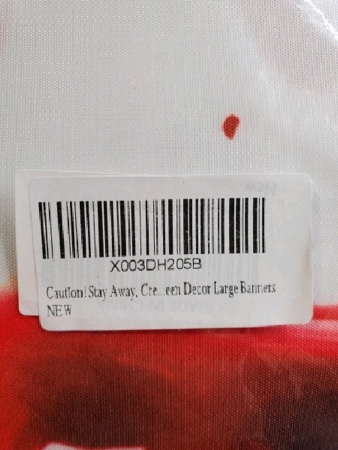 X003DH205B
Caution! Stay Away, Cre...een Decor Large Banners
NEW